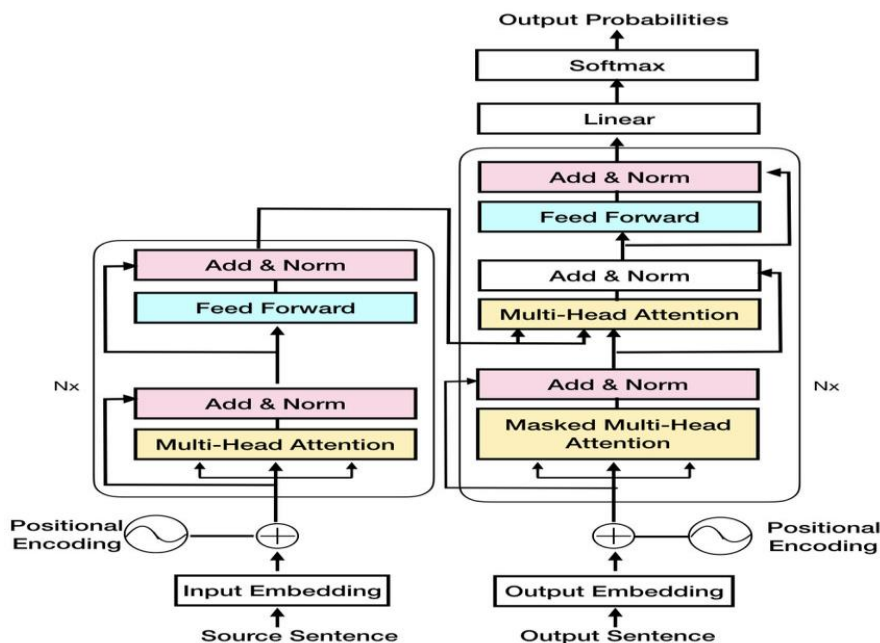 Output Probabilities
Softmax
Linear
Add & Norm
Feed Forward
Add & Norm
Multi-Head Attention
Add & Norm
Masked Multi-Head
Attention
Nx
Positional
Encoding
Output Embedding
Output Sentence
Add & Norm
Feed Forward
Nx
Add & Norm
Multi-Head Attention
Positional
Encoding
Input Embedding
Source Sentence